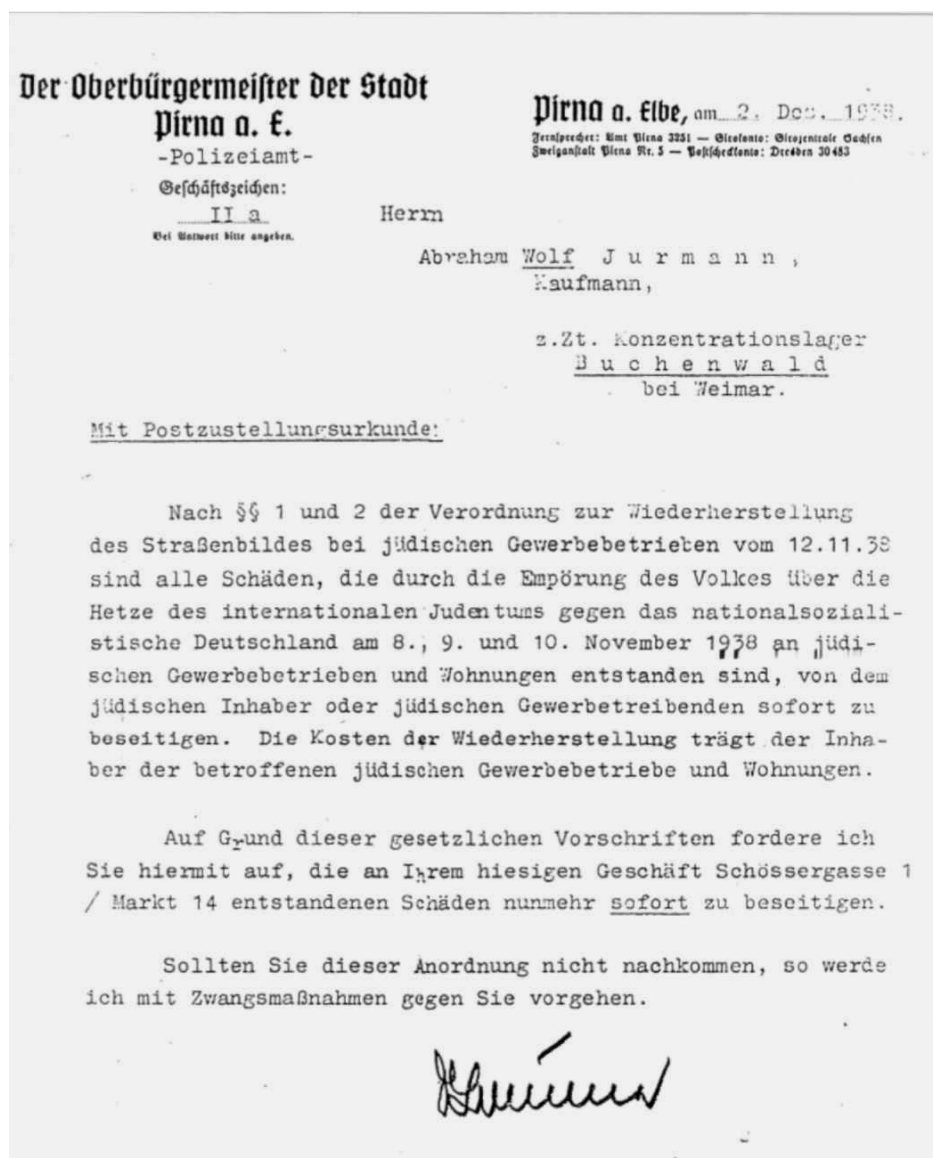 Der Oberbürgermeister der Stadt
Pirna a. E.
-Polizeiamt-
Geschäftszeichen:
II a
Bei Antwort bitte angeben.
Pirna a. Elbe, am 2. Dez. 1938.
Fernsprecher: Amt Pirna 3251 — Girokonto: Girozentrale Sachsen
Zweiganstalt Pirna Nr. 5 — Postscheckkonto: Dresden 30483
Herrn
Abraham Wolf J u r m a n n ,
Kaufmann,
z.Zt. Konzentrationslager
B u c h e n w a l d
bei Weimar.
Mit Postzustellungsurkunde:
Nach §§ 1 und 2 der Verordnung zur Wiederherstellung
des Straßenbildes bei jüdischen Gewerbebetrieben vom 12.11.38
sind alle Schäden, die durch die Empörung des Volkes über die
Hetze des internationalen Judentums gegen das nationalsoziali-
stische Deutschland am 8., 9. und 10. November 1938 an jüdi-
schen Gewerbebetrieben und Wohnungen entstanden sind, von dem
jüdischen Inhaber oder jüdischen Gewerbetreibenden sofort zu
beseitigen. Die Kosten der Wiederherstellung trägt der Inha-
ber der betroffenen jüdischen Gewerbebetriebe und Wohnungen.
Auf Grund dieser gesetzlichen Vorschriften fordere ich
Sie hiermit auf, die an Ihrem hiesigen Geschäft Schössergasse 1
/ Markt 14 entstandenen Schäden nunmehr sofort zu beseitigen.
Sollten Sie dieser Anordnung nicht nachkommen, so werde
ich mit Zwangsmaßnahmen gegen Sie vorgehen.